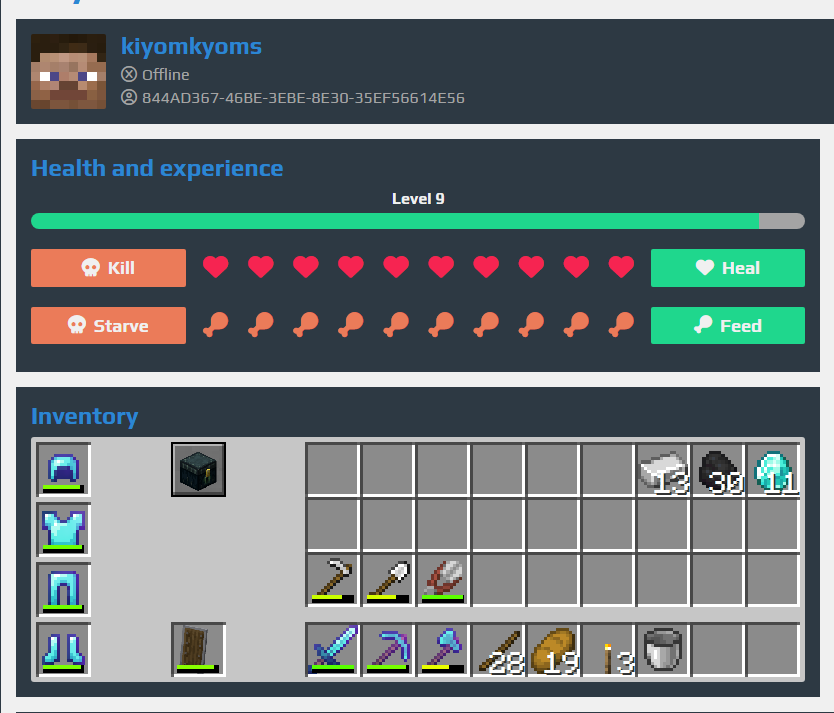 kiyomkyoms
Offline
844AD367-46BE-3EBE-8E30-35EF56614E56
Health and experience
Level 9
Kill
Heal
Starve
Feed
Inventory
13 30 11
28 19 3